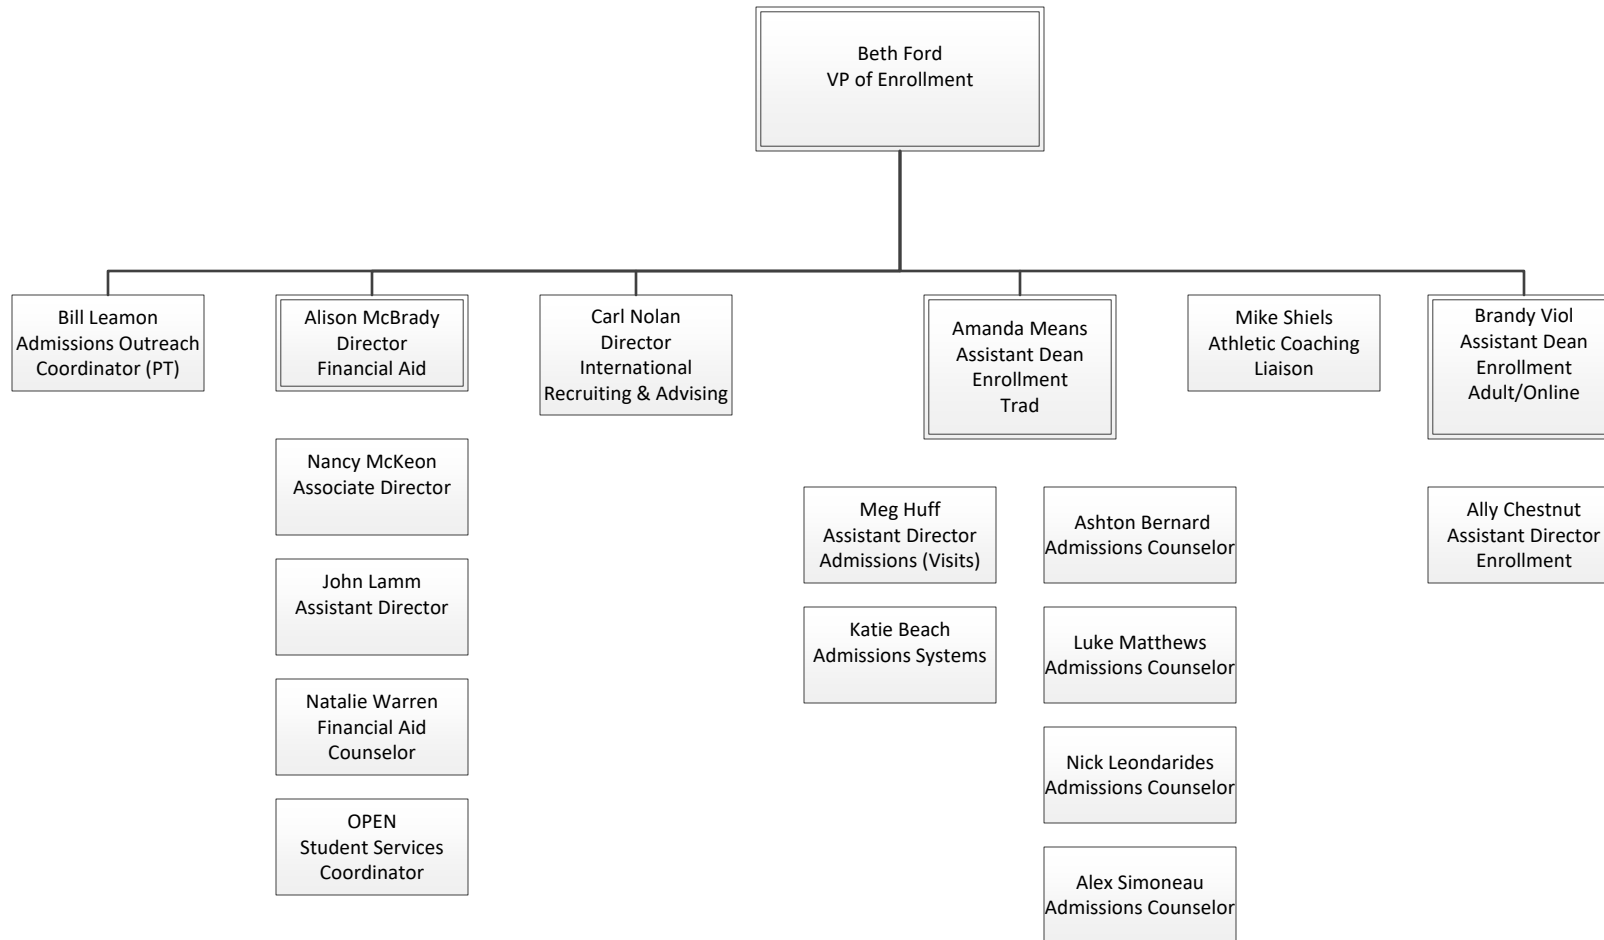 Beth Ford
VP of Enrollment
Bill Leamon
Admissions Outreach
Coordinator (PT)
Alison McBrady
Director
Financial Aid
Carl Nolan
Director
International
Recruiting & Advising
Amanda Means
Assistant Dean
Enrollment
Trad
Mike Shiels
Athletic Coaching
Liaison
Brandy Viol
Assistant Dean
Enrollment
Adult/Online
Nancy McKeon
Associate Director
John Lamm
Assistant Director
Natalie Warren
Financial Aid
Counselor
OPEN
Student Services
Coordinator
Meg Huff
Assistant Director
Admissions (Visits)
Katie Beach
Admissions Systems
Ashton Bernard
Admissions Counselor
Luke Matthews
Admissions Counselor
Nick Leondarides
Admissions Counselor
Alex Simoneau
Admissions Counselor
Ally Chestnut
Assistant Director
Enrollment